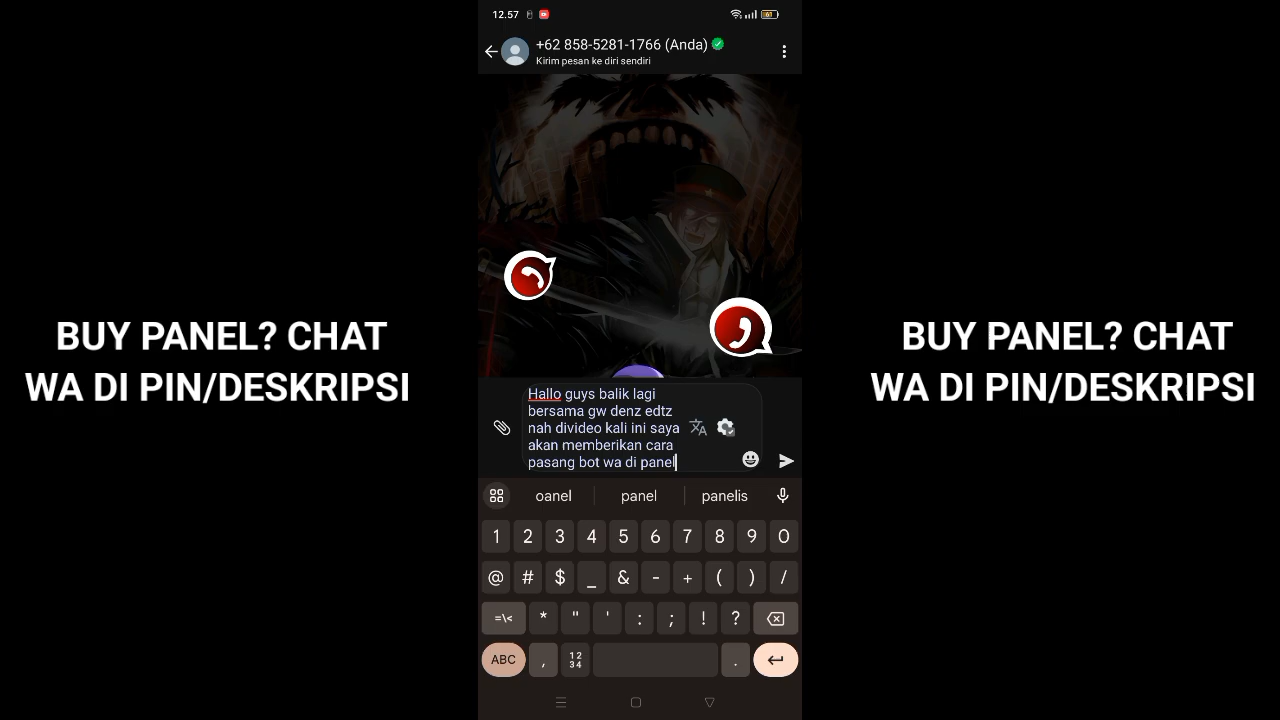 12.57
+62 858-5281-1766 (Anda)
Kirim pesan ke diri sendiri
BUY PANEL? CHAT
WA DI PIN/DESKRIPSI
BUY PANEL? CHAT
WA DI PIN/DESKRIPSI
Hallo guys balik lagi
bersama gw denz edtz
nah divideo kali ini saya
akan memberikan cara
pasang bot wa di panel
oanel panel panelis
1 2 3 4 5 6 7 8 9 0
@ # $ _ & - + ( ) /
=\< * " ' : ; ! ?
ABC , 12 34 .